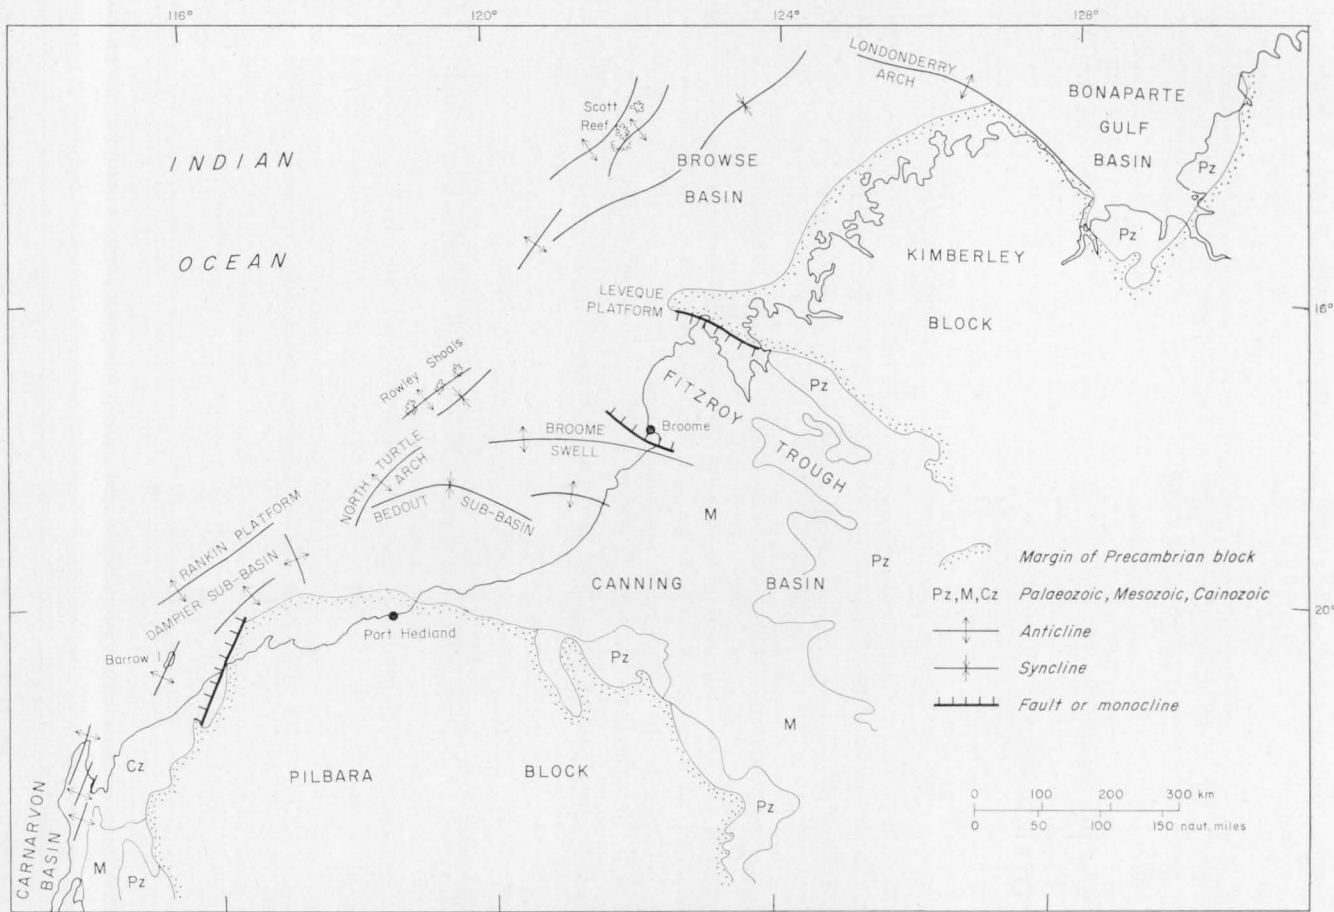 116°
120°
124°
128°
LONDONDERRY
ARCH
BONAPARTE
GULF
BASIN
Scott
Reef
INDIAN
OCEAN
BROWSE
BASIN
Pz
Pz
KIMBERLEY
BLOCK
LEVEQUE
PLATFORM
16°
Rowley Shoals
FITZROY
TROUGH
Pz
Broome
BROOME
SWELL
NORTH TURTLE
ARCH
BEDOUT SUB-BASIN
M
RANKIN PLATFORM
DAMPIER SUB-BASIN
Pz
CANNING BASIN
Port Hedland
Barrow I
20°
Pz
M
Cz
PILBARA BLOCK
Pz
CARNARVON
BASIN
M
Pz
Margin of Precambrian block
Pz, M, Cz Palaeozoic, Mesozoic, Cainozoic
Anticline
Syncline
Fault or monocline
0 100 200 300 km
0 50 100 150 naut. miles